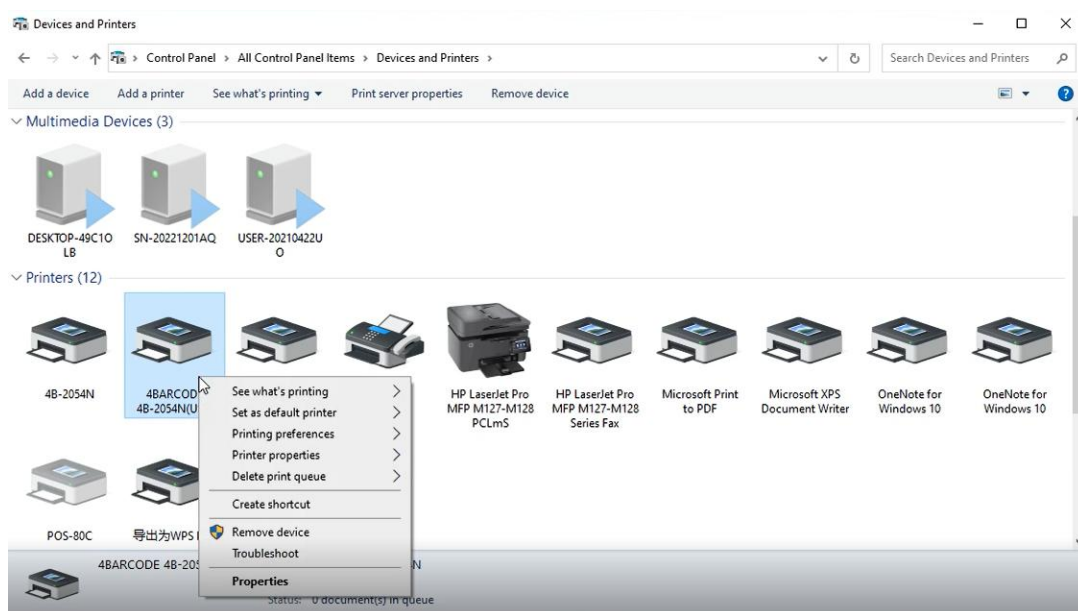 Devices and Printers
Control Panel > All Control Panel Items > Devices and Printers >
Search Devices and Printers
Add a device Add a printer See what's printing Print server properties Remove device
Multimedia Devices (3)
DESKTOP-49C1O
LB
SN-20221201AQ
USER-20210422U
O
Printers (12)
4B-2054N
4BARCOD
4B-2054N(U
HP LaserJet Pro
MFP M127-M128
PCLmS
HP LaserJet Pro
MFP M127-M128
Series Fax
Microsoft Print
to PDF
Microsoft XPS
Document Writer
OneNote for
Windows 10
OneNote for
Windows 10
See what's printing
Set as default printer
Printing preferences
Printer properties
Delete print queue
Create shortcut
Remove device
Troubleshoot
Properties
POS-80C
导出为WPS
4BARCODE 4B-205
N
Status: 0 document(s) in queue